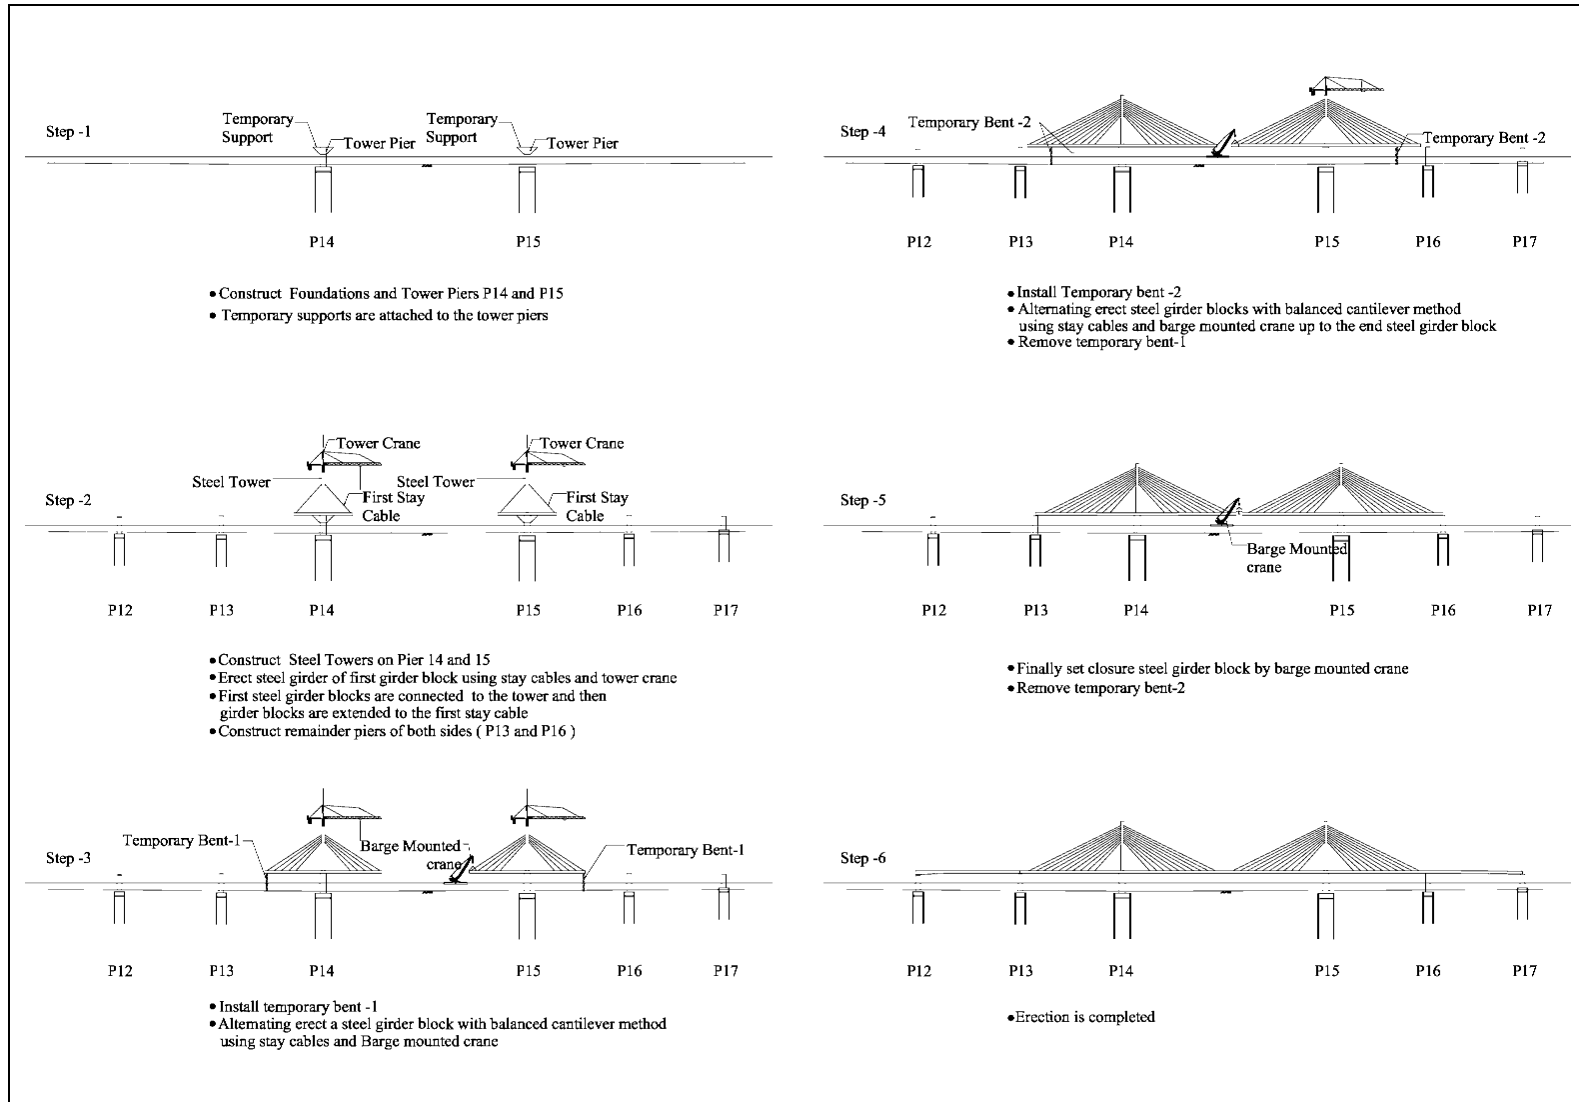 Step -1
Temporary
Support
Tower Pier
Temporary
Support
Tower Pier
P14
P15
• Construct Foundations and Tower Piers P14 and P15
• Temporary supports are attached to the tower piers
Step -2
Tower Crane
Tower Crane
Steel Tower
Steel Tower
First Stay
Cable
First Stay
Cable
P12
P13
P14
P15
P16
P17
• Construct Steel Towers on Pier 14 and 15
• Erect steel girder of first girder block using stay cables and tower crane
• First steel girder blocks are connected to the tower and then
girder blocks are extended to the first stay cable
• Construct remainder piers of both sides ( P13 and P16 )
Step -3
Temporary Bent-1
Barge Mounted
crane
Temporary Bent-1
P12
P13
P14
P15
P16
P17
• Install temporary bent -1
• Alternating erect a steel girder block with balanced cantilever method
using stay cables and Barge mounted crane
Step -4
Temporary Bent -2
Temporary Bent -2
P12
P13
P14
P15
P16
P17
• Install Temporary bent -2
• Alternating erect steel girder blocks with balanced cantilever method
using stay cables and barge mounted crane up to the end steel girder block
• Remove temporary bent-1
Step -5
Barge Mounted
crane
P12
P13
P14
P15
P16
P17
• Finally set closure steel girder block by barge mounted crane
• Remove temporary bent-2
Step -6
P12
P13
P14
P15
P16
P17
•Erection is completed